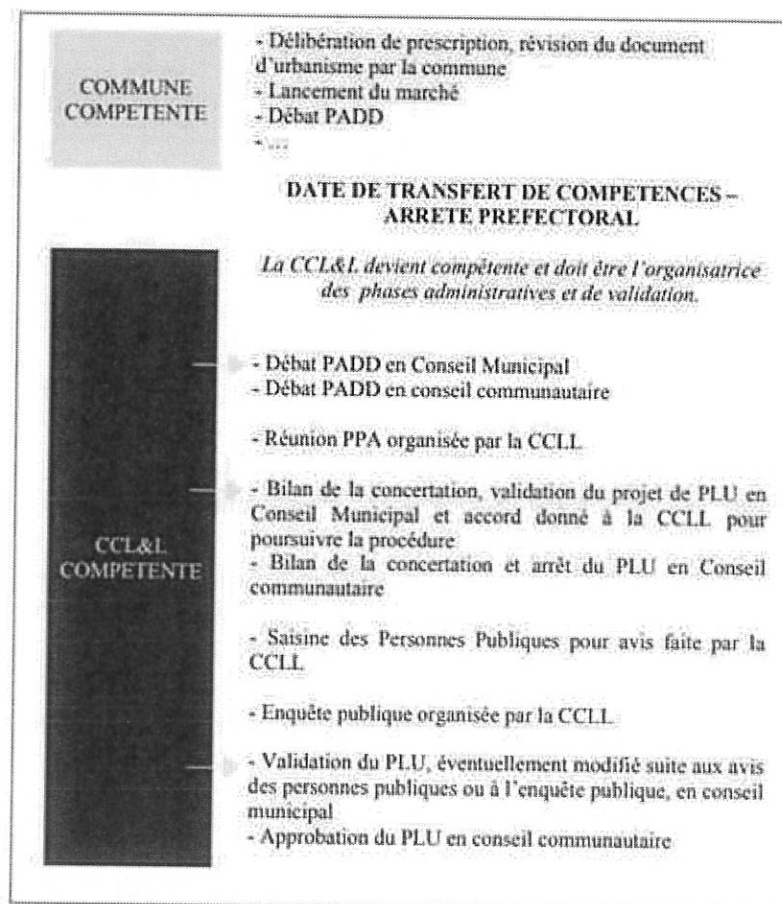 COMMUNE
COMPETENTE
- Délibération de prescription, révision du document
d'urbanisme par la commune
- Lancement du marché
- Débat PADD
- ...
DATE DE TRANSFERT DE COMPETENCES –
ARRETE PREFECTORAL
La CCL&L devient compétente et doit être l'organisatrice
des phases administratives et de validation.
CCL&L
COMPETENTE
- Débat PADD en Conseil Municipal
- Débat PADD en conseil communautaire
- Réunion PPA organisée par la CCLL
- Bilan de la concertation, validation du projet de PLU en
Conseil Municipal et accord donné à la CCLL pour
poursuivre la procédure
- Bilan de la concertation et arrêt du PLU en Conseil
communautaire
- Saisine des Personnes Publiques pour avis faite par la
CCLL
- Enquête publique organisée par la CCLL
- Validation du PLU, éventuellement modifié suite aux avis
des personnes publiques ou à l'enquête publique, en conseil
municipal
- Approbation du PLU en conseil communautaire